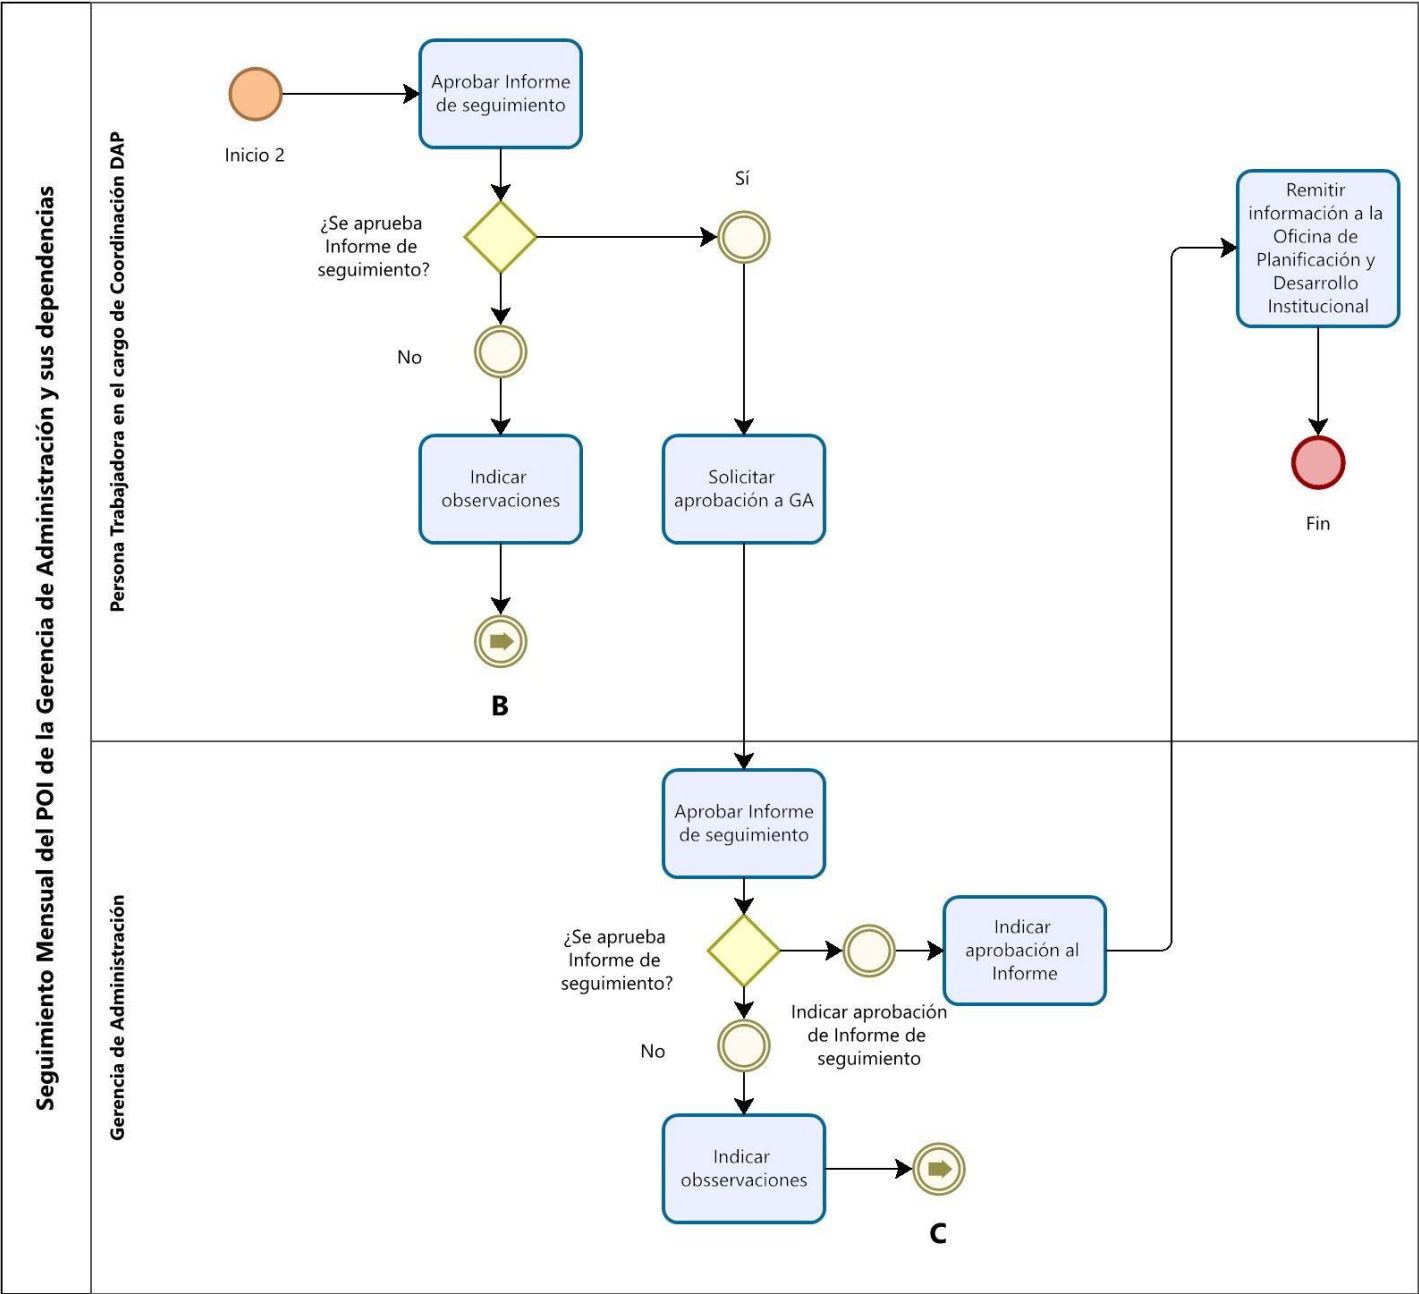 Seguimiento Mensual del POI de la Gerencia de Administración y sus dependencias
Persona Trabajadora en el cargo de Coordinación DAP
Inicio 2
Aprobar Informe
de seguimiento
¿Se aprueba
Informe de
seguimiento?
Sí
No
Indicar
observaciones
B
Solicitar
aprobación a GA
Remitir
información a la
Oficina de
Planificación y
Desarrollo
Institucional
Fin
Gerencia de Administración
Aprobar Informe
de seguimiento
¿Se aprueba
Informe de
seguimiento?
Indicar aprobación
de Informe de
seguimiento
Indicar
aprobación al
Informe
No
Indicar
obsservaciones
C